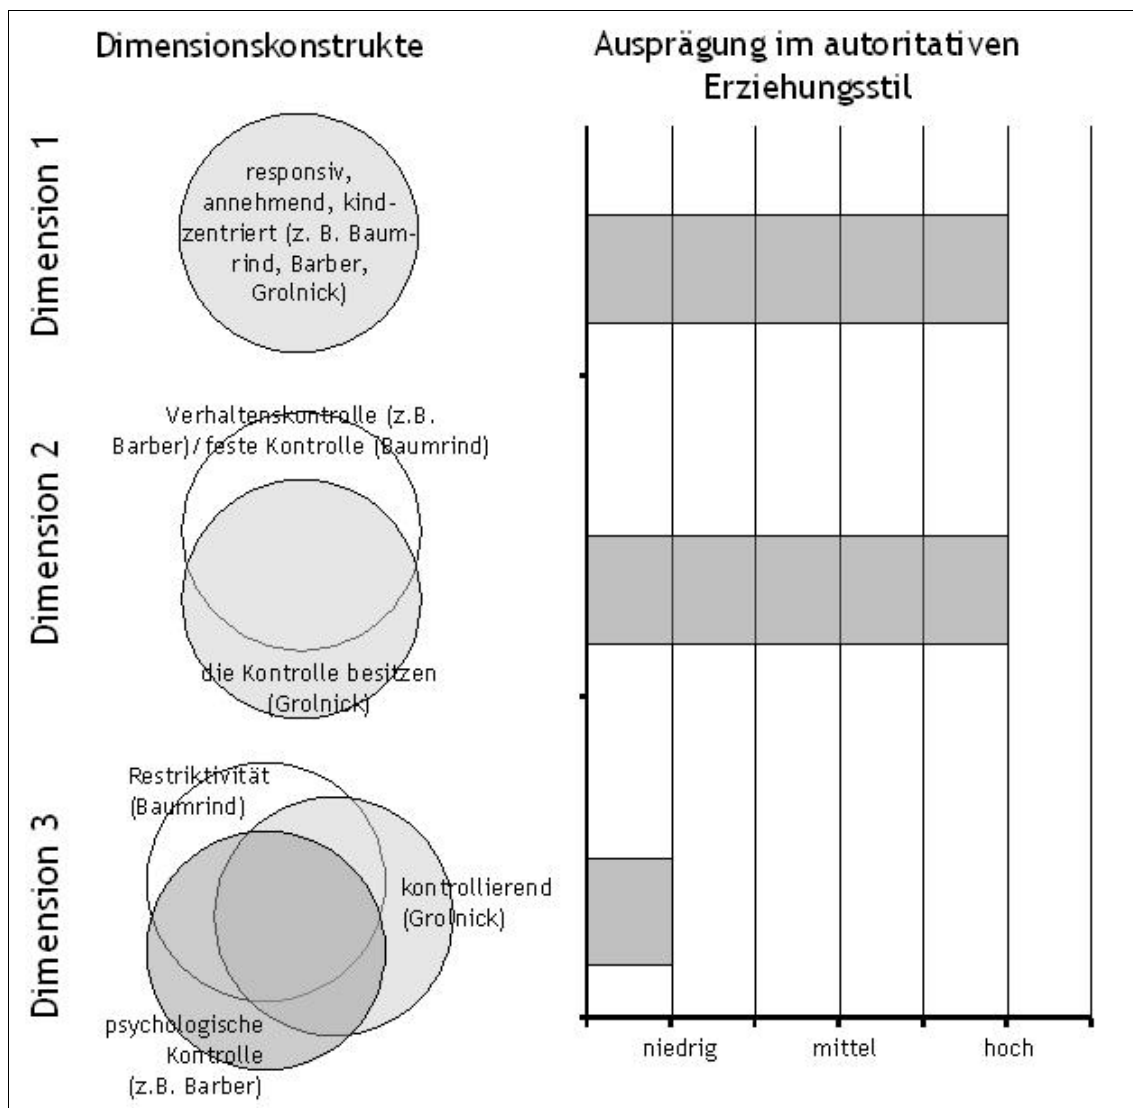 Dimensionskonstrukte
Ausprägung im autoritativen
Erziehungsstil
Dimension 1
responsiv,
annehmend, kind-
zentriert (z. B. Baum-
rind, Barber,
Grolnick)
Dimension 2
Verhaltenskontrolle (z.B.
Barber)/feste Kontrolle (Baumrind)
die Kontrolle besitzen
(Grolnick)
Dimension 3
Restriktivität
(Baumrind)
kontrollierend
(Grolnick)
psychologische
Kontrolle
(z.B. Barber)
niedrig
mittel
hoch